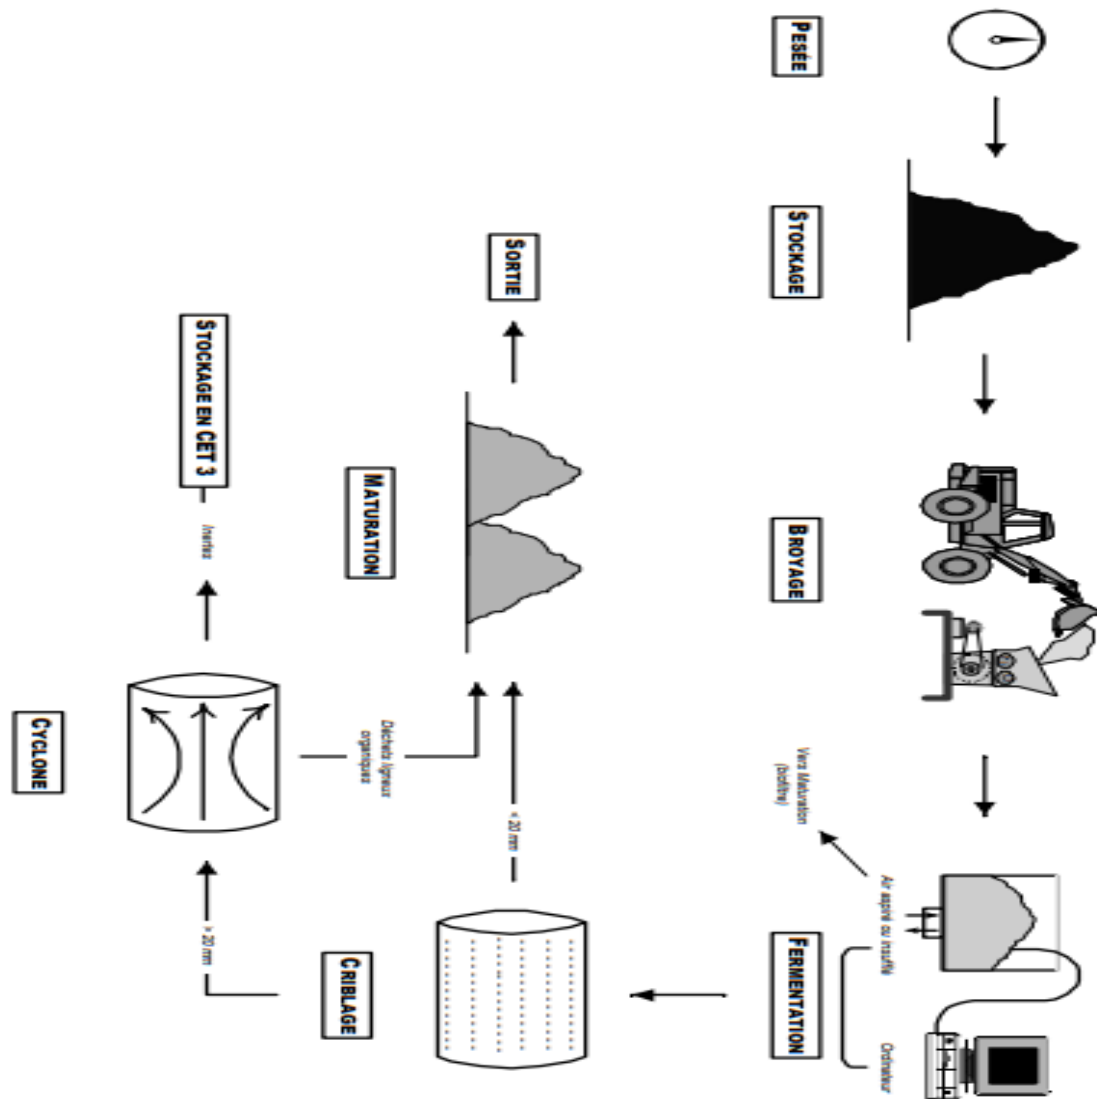 PESÉE
STOCKAGE
BROYAGE
FERMENTATION
Air aspiré ou insufflé
Ordinateur
Vers Maturation
(biofiltre)
CRIBLAGE
< 20 mm
> 20 mm
CYCLONE
Déchets ligneux
organiques
Inertes
STOCKAGE EN CET 3
MATURATION
SORTIE